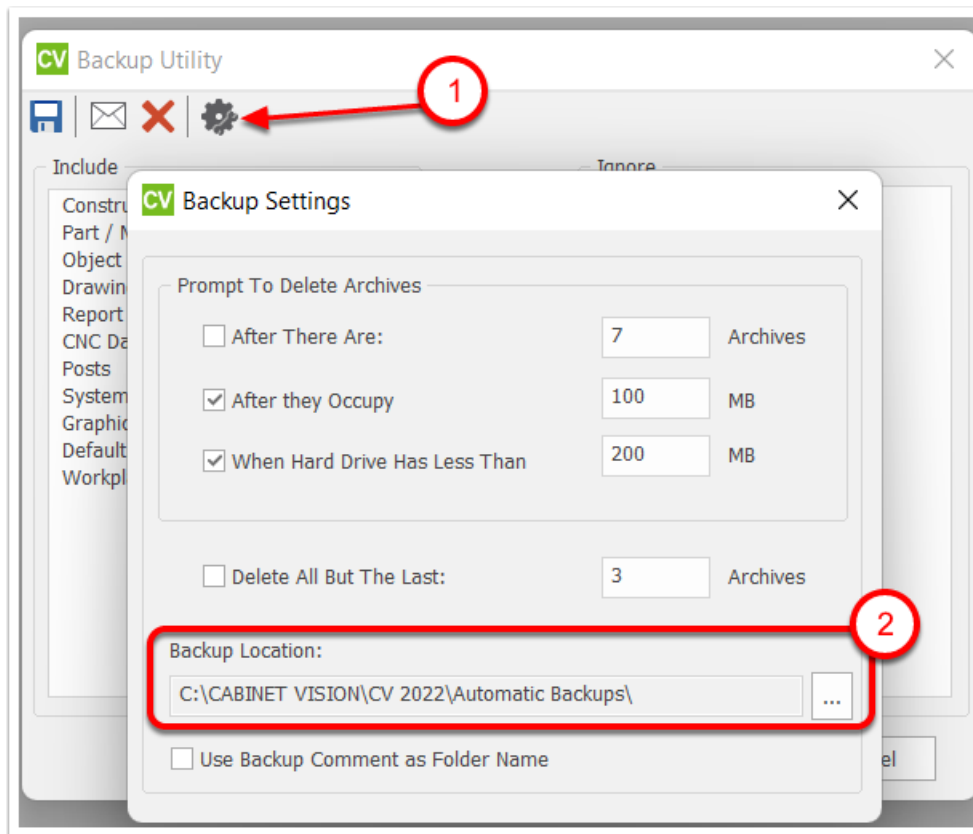 CV Backup Utility
1
Include
Ignore
Constru
Part / 
Object
Drawin
Report
CNC Da
Posts
System
Graphic
Default
Workpl
CV Backup Settings
Prompt To Delete Archives
After There Are: 7 Archives
After they Occupy 100 MB
When Hard Drive Has Less Than 200 MB
Delete All But The Last: 3 Archives
2
Backup Location:
C:\CABINET VISION\CV 2022\Automatic Backups\ ...
Use Backup Comment as Folder Name
el